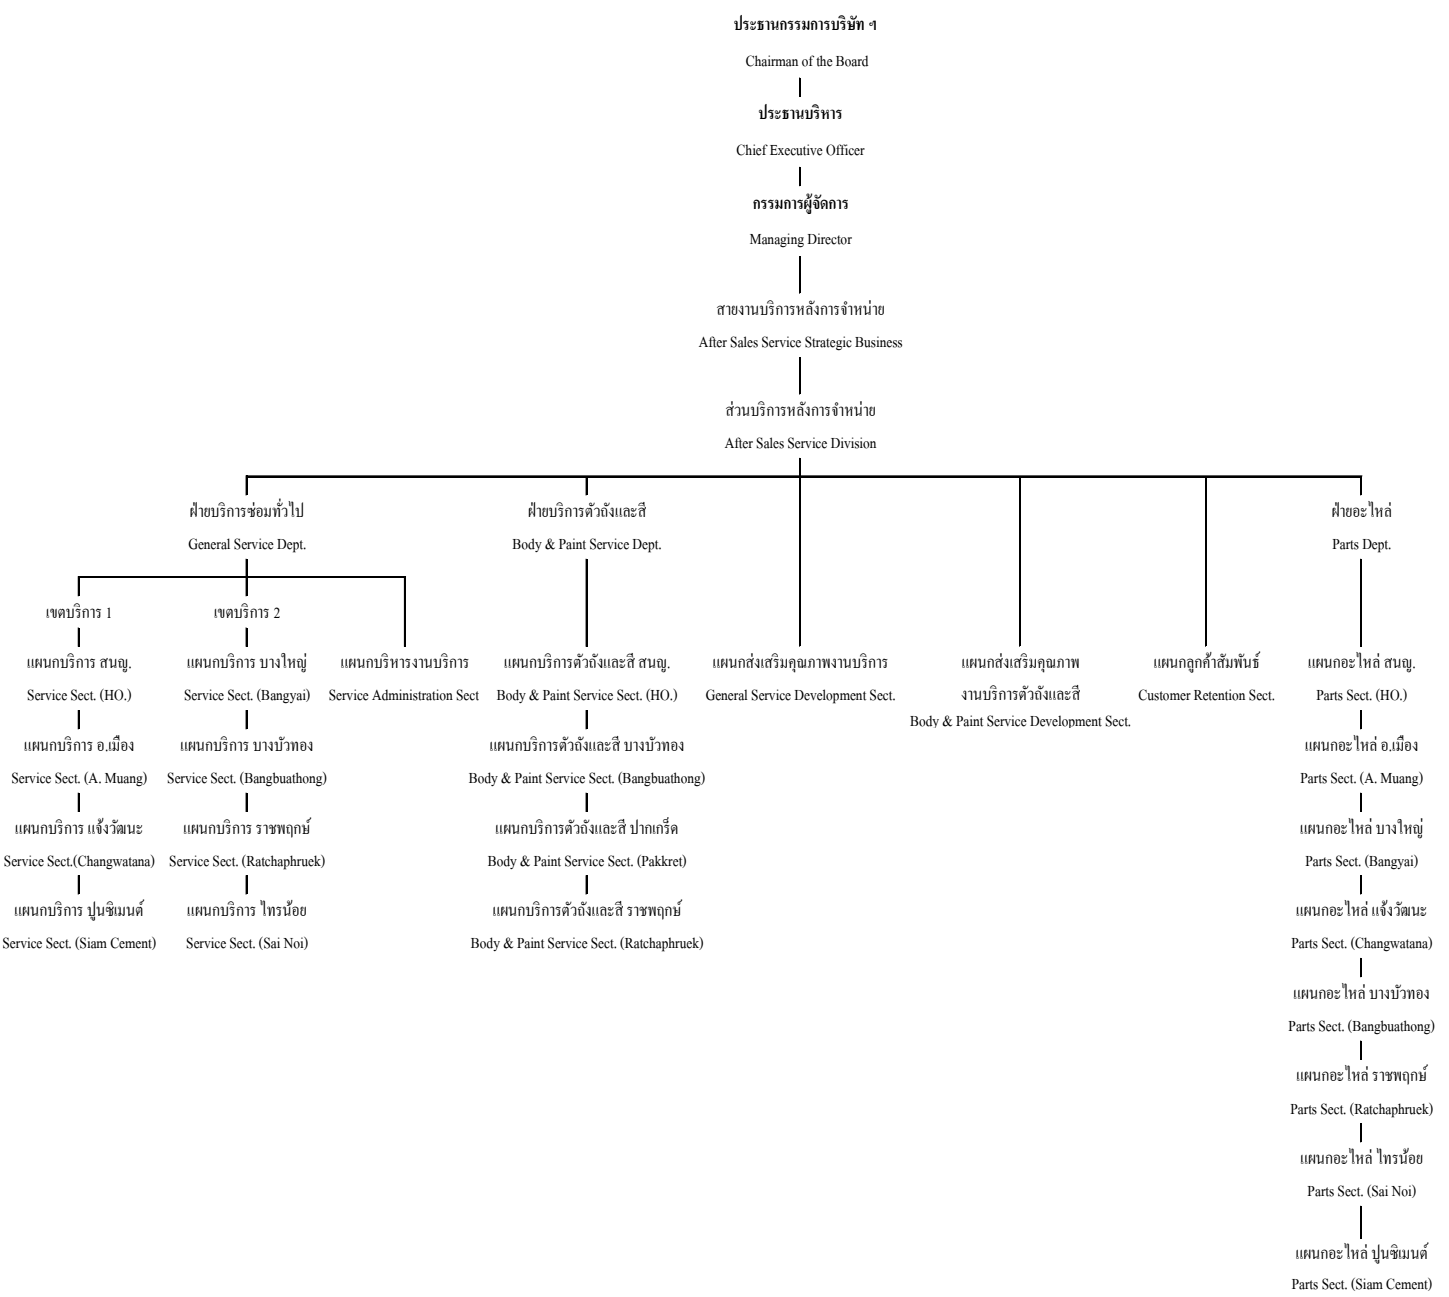 ประธานกรรมการบริษัท ฯ
Chairman of the Board
ประธานบริหาร
Chief Executive Officer
กรรมการผู้จัดการ
Managing Director
สายงานบริการหลังการจำหน่าย
After Sales Service Strategic Business
ส่วนบริการหลังการจำหน่าย
After Sales Service Division
ฝ่ายบริการซ่อมทั่วไป
General Service Dept.
ฝ่ายบริการตัวถังและสี
Body & Paint Service Dept.
ฝ่ายอะไหล่
Parts Dept.
เขตบริการ 1
แผนกบริการ สนญ.
Service Sect. (HO.)
แผนกบริการ อ.เมือง
Service Sect. (A. Muang)
แผนกบริการ แจ้งวัฒนะ
Service Sect.(Changwatana)
แผนกบริการ ปูนซิเมนต์
Service Sect. (Siam Cement)
เขตบริการ 2
แผนกบริการ บางใหญ่
Service Sect. (Bangyai)
แผนกบริการ บางบัวทอง
Service Sect. (Bangbuathong)
แผนกบริการ ราชพฤกษ์
Service Sect. (Ratchaphruek)
แผนกบริการ ไทรน้อย
Service Sect. (Sai Noi)
แผนกบริหารงานบริการ
Service Administration Sect
แผนกบริการตัวถังและสี สนญ.
Body & Paint Service Sect. (HO.)
แผนกบริการตัวถังและสี บางบัวทอง
Body & Paint Service Sect. (Bangbuathong)
แผนกบริการตัวถังและสี ปากเกร็ด
Body & Paint Service Sect. (Pakkret)
แผนกบริการตัวถังและสี ราชพฤกษ์
Body & Paint Service Sect. (Ratchaphruek)
แผนกส่งเสริมคุณภาพงานบริการ
General Service Development Sect.
แผนกส่งเสริมคุณภาพ
งานบริการตัวถังและสี
Body & Paint Service Development Sect.
แผนกลูกค้าสัมพันธ์
Customer Retention Sect.
แผนกอะไหล่ สนญ.
Parts Sect. (HO.)
แผนกอะไหล่ อ.เมือง
Parts Sect. (A. Muang)
แผนกอะไหล่ บางใหญ่
Parts Sect. (Bangyai)
แผนกอะไหล่ แจ้งวัฒนะ
Parts Sect. (Changwatana)
แผนกอะไหล่ บางบัวทอง
Parts Sect. (Bangbuathong)
แผนกอะไหล่ ราชพฤกษ์
Parts Sect. (Ratchaphruek)
แผนกอะไหล่ ไทรน้อย
Parts Sect. (Sai Noi)
แผนกอะไหล่ ปูนซิเมนต์
Parts Sect. (Siam Cement)